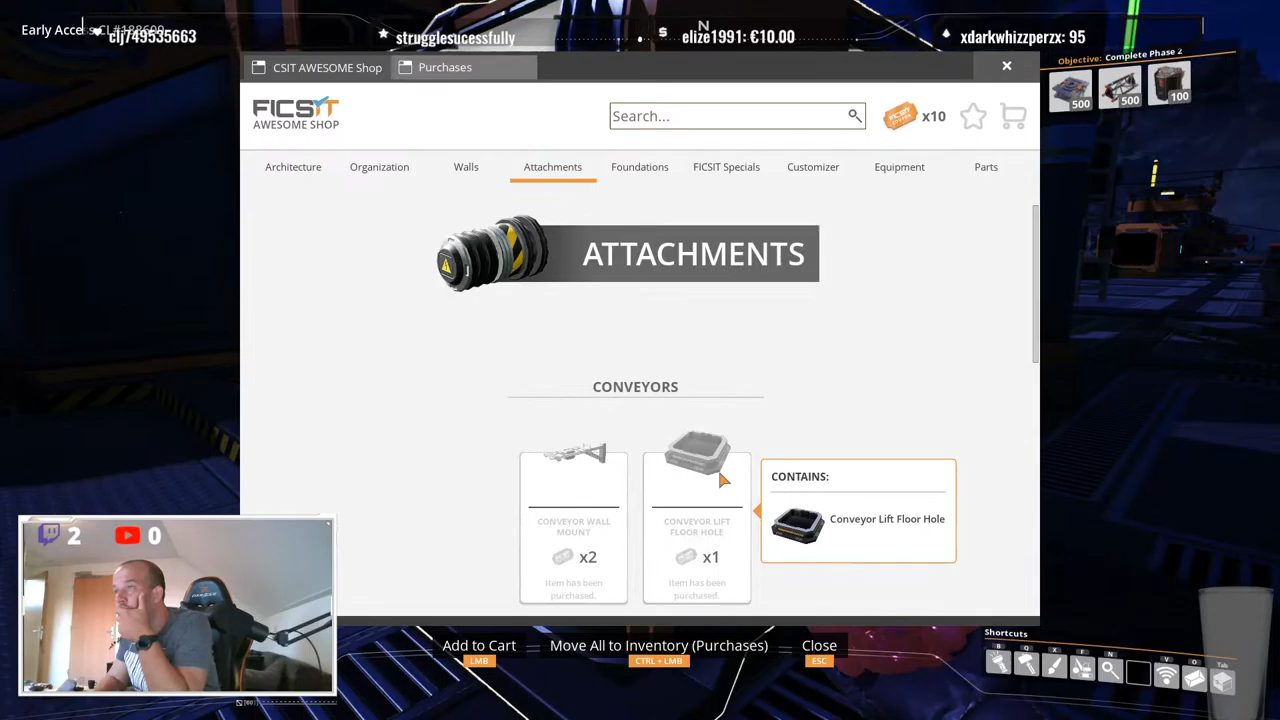 Early Access CL#188699
clj749535663
strugglesucessfully
N
elize1991: €10.00
xdarkwhizzperzx: 95
CSIT AWESOME Shop
Purchases
Objective: Complete Phase 2
500
500
100
FICSIT
AWESOME SHOP
Search...
x10
Architecture
Organization
Walls
Attachments
Foundations
FICSIT Specials
Customizer
Equipment
Parts
ATTACHMENTS
CONVEYORS
CONVEYOR WALL
MOUNT
x2
Item has been
purchased.
CONVEYOR LIFT
FLOOR HOLE
x1
Item has been
purchased.
CONTAINS:
Conveyor Lift Floor Hole
2
0
Add to Cart
LMB
Move All to Inventory (Purchases)
CTRL + LMB
Close
ESC
Shortcuts
B
Q
X
F
N
V
O
Tab